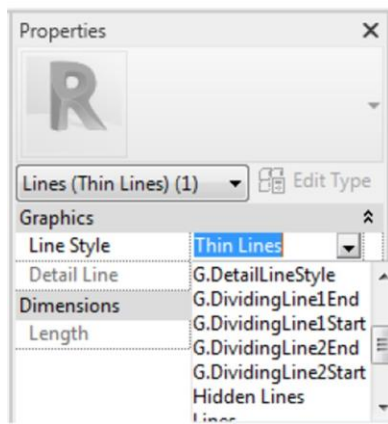 Properties
R
Lines (Thin Lines) (1) Edit Type
Graphics
Line Style Thin Lines
Detail Line G.DetailLineStyle
G.DividingLine1End
Dimensions G.DividingLine1Start
Length G.DividingLine2End
G.DividingLine2Start
Hidden Lines
Lines